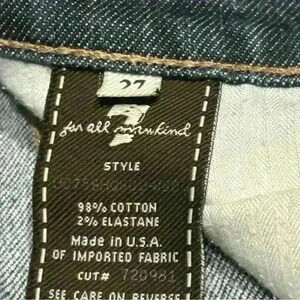 27
7
for all mankind
STYLE
98% COTTON
2% ELASTANE
Made in U.S.A.
OF IMPORTED FABRIC
CUT# 720981
SEE CARE ON REVERSE